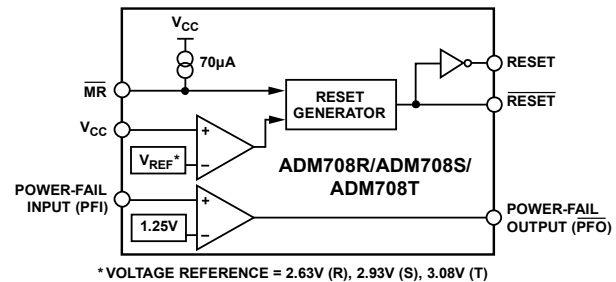 VCC
70µA
MR
RESET
RESET
GENERATOR
RESET
VCC
+
VREF*
−
ADM708R/ADM708S/
ADM708T
POWER-FAIL
INPUT (PFI)
+
1.25V
−
POWER-FAIL
OUTPUT (PFO)
* VOLTAGE REFERENCE = 2.63V (R), 2.93V (S), 3.08V (T)